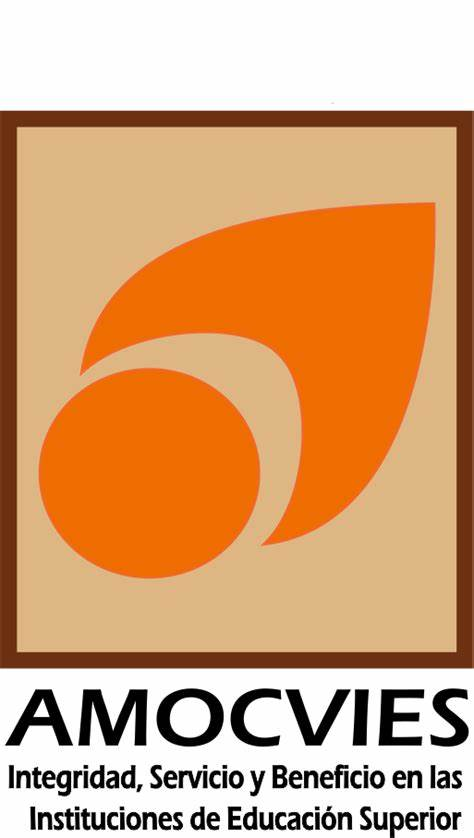 AMOCVIES
Integridad, Servicio y Beneficio en las
Instituciones de Educación Superior